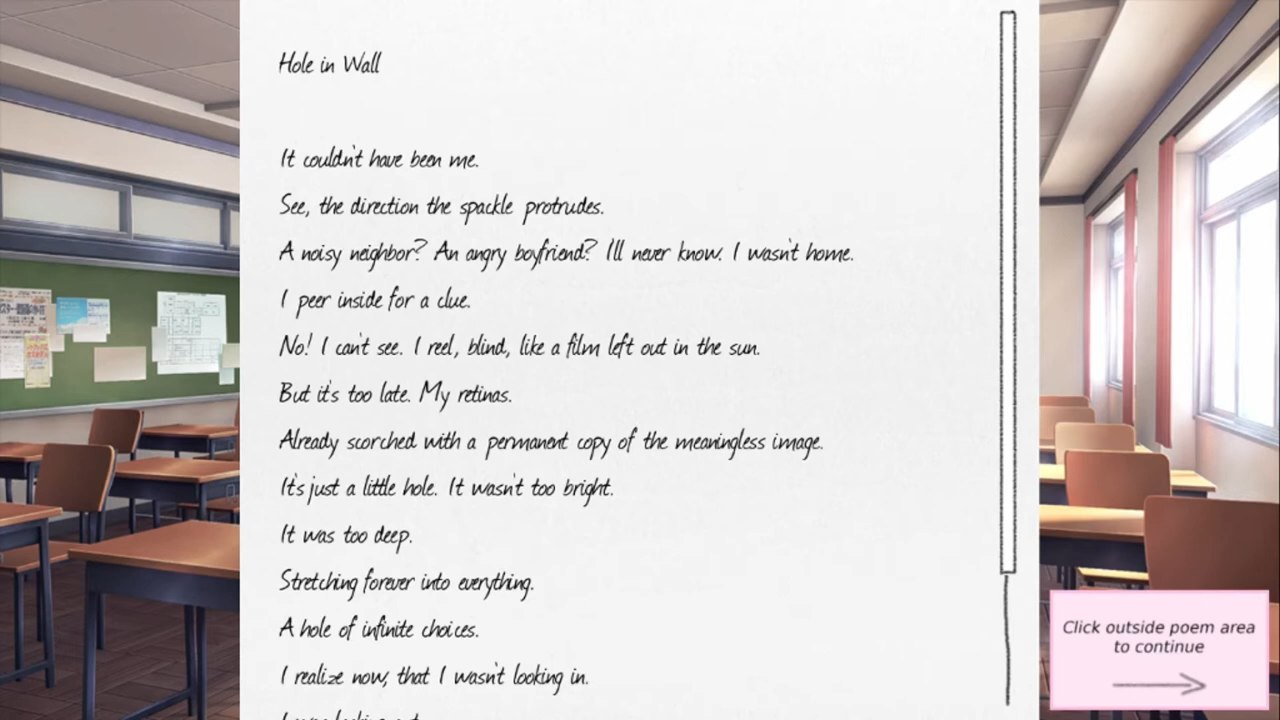 Hole in Wall
It couldn't have been me.
See, the direction the spackle protrudes.
A noisy neighbor? An angry boyfriend? I'll never know. I wasn't home.
I peer inside for a clue.
No! I can't see. I reel, blind, like a film left out in the sun.
But it's too late. My retinas.
Already scorched with a permanent copy of the meaningless image.
It's just a little hole. It wasn't too bright.
It was too deep.
Stretching forever into everything.
A hole of infinite choices.
I realize now, that I wasn't looking in.
Click outside poem area
to continue